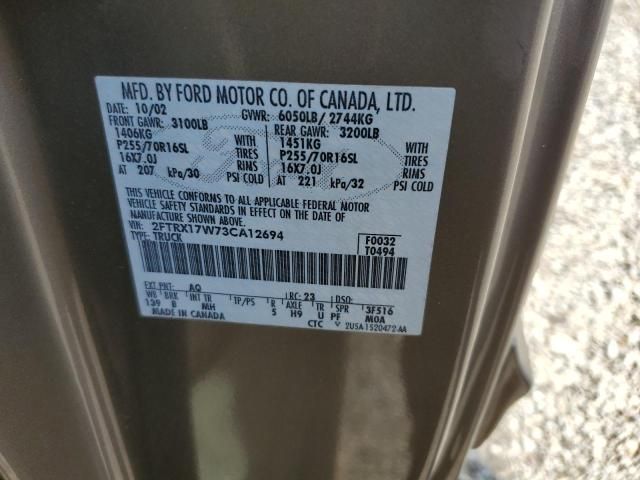 MFD. BY FORD MOTOR CO. OF CANADA, LTD.
DATE: 10/02 GVWR: 6050LB/ 2744KG
FRONT GAWR: 3100LB REAR GAWR: 3200LB
1406KG 1451KG
P255/70R16SL TIRES P255/70R16SL TIRES
16X7.0J RIMS 16X7.0J RIMS
AT 207 kPa/30 PSI COLD AT 221 kPa/32 PSI COLD
THIS VEHICLE CONFORMS TO ALL APPLICABLE FEDERAL MOTOR
VEHICLE SAFETY STANDARDS IN EFFECT ON THE DATE OF
MANUFACTURE SHOWN ABOVE.
VIN: 2FTRX17W73CA12694 F0032
TYPE: TRUCK T0494
EXT PNT: AQ RC: 23 DSO:
WB BRK INT TR TP/PS R AXLE TR SPR 3F516
139 B MH 5 H9 U PF M0A
MADE IN CANADA CTC V 2U5A 1520472-AA